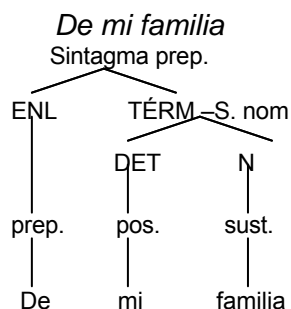 De mi familia
Sintagma prep.
ENL TÉRM –S. nom
DET N
prep. pos. sust.
De mi familia